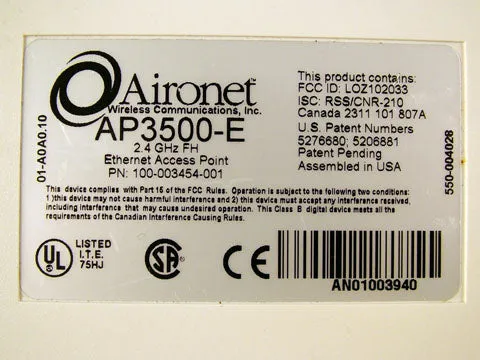 Aironet™
Wireless Communications, Inc.
AP3500-E
2.4 GHz FH
Ethernet Access Point
PN: 100-003454-001
This product contains:
FCC ID: LOZ102033
ISC: RSS/CNR-210
Canada 2311 101 807A
U.S. Patent Numbers
5276680; 5206881
Patent Pending
Assembled in USA
01-A0A0.10
550-004028
This device complies with Part 15 of the FCC Rules. Operation is subject to the following two conditions:
1)this device may not cause harmful interference and 2) this device must accept any interference received,
including interference that may cause undesired operation. This Class B digital device meets all the
requirements of the Canadian Interference Causing Rules.
UL
LISTED
I.T.E.
75HJ
SA
CE
AN01003940